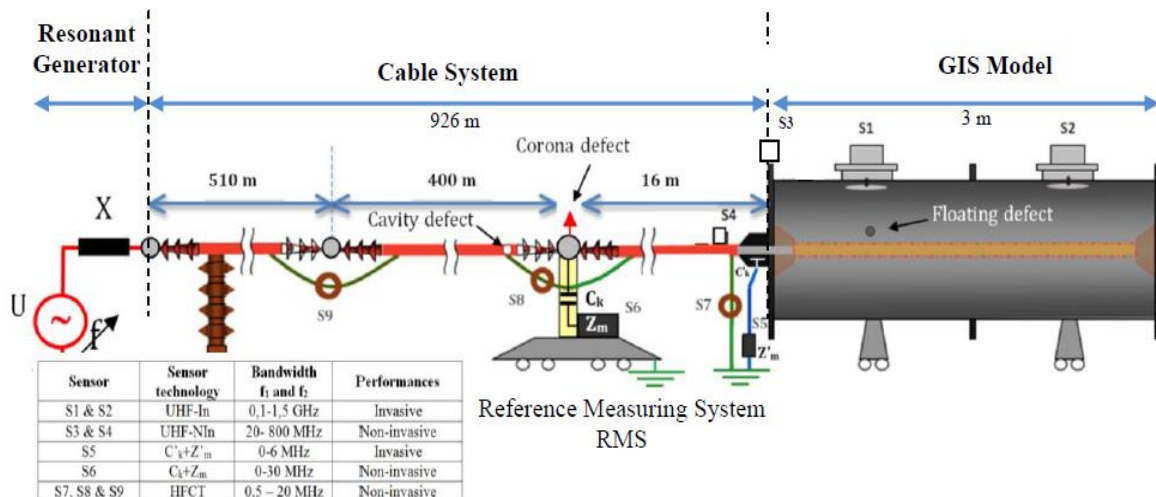 Resonant
Generator
Cable System
GIS Model
926 m
3 m
S3
S1
S2
Corona defect
510 m
400 m
16 m
X
Cavity defect
S4
Floating defect
U
f
S9
S8
Ck
Zm
S6
S7
C'k
S5
Z'm
Reference Measuring System
RMS
Sensor Sensor technology Bandwidth f1 and f2 Performances
S1 & S2 UHF-In 0,1-1,5 GHz Invasive
S3 & S4 UHF-NIn 20- 800 MHz Non-invasive
S5 C'k+Z'm 0-6 MHz Invasive
S6 Ck+Zm 0-30 MHz Non-invasive
S7, S8 & S9 HFCT 0,5 – 20 MHz Non-invasive